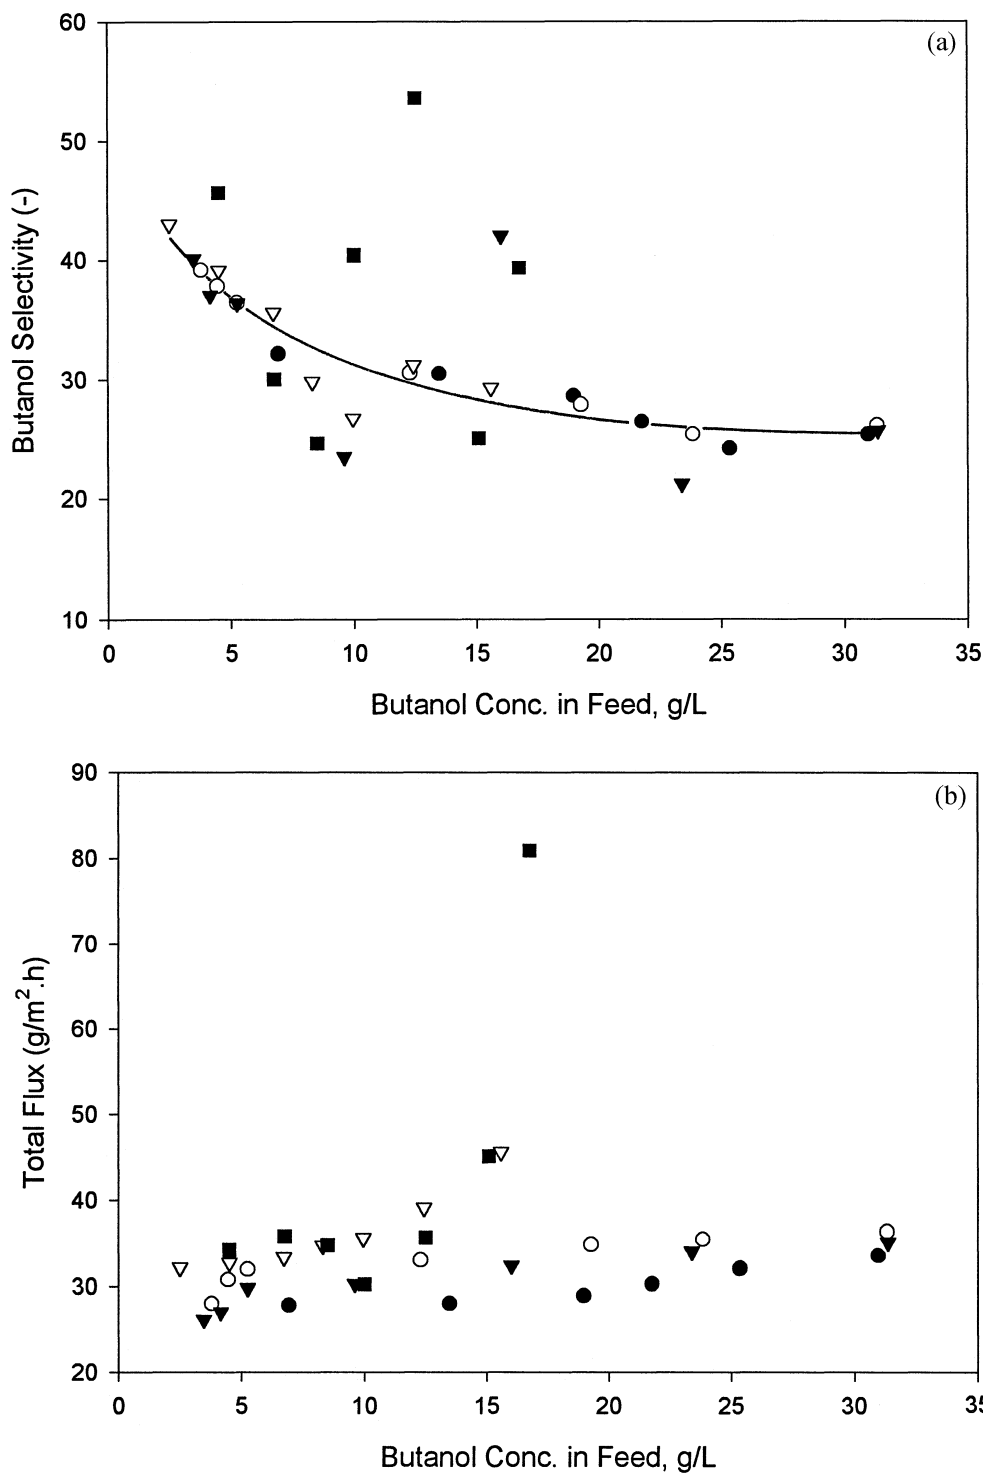 (a)
60
50
40
30
20
10
Butanol Selectivity (-)
0 5 10 15 20 25 30 35
Butanol Conc. in Feed, g/L
(b)
90
80
70
60
50
40
30
20
Total Flux (g/m².h)
0 5 10 15 20 25 30 35
Butanol Conc. in Feed, g/L